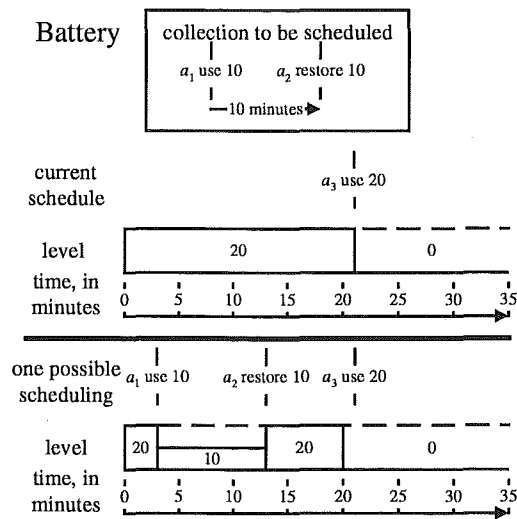 Battery
collection to be scheduled
a1 use 10 a2 restore 10
10 minutes
current
schedule
a3 use 20
level 20 0
time, in
minutes
0 5 10 15 20 25 30 35
one possible
scheduling
a1 use 10 a2 restore 10 a3 use 20
level 20 10 20 0
time, in
minutes
0 5 10 15 20 25 30 35